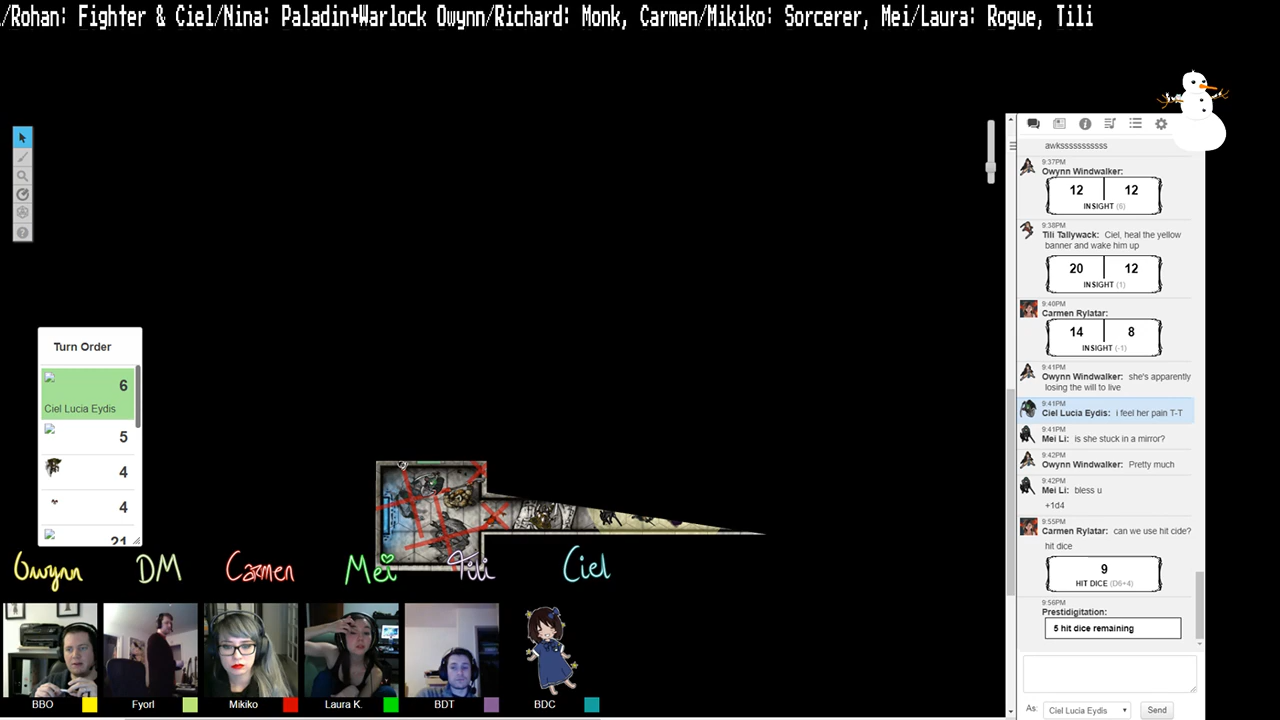 /Rohan: Fighter & Ciel/Nina: Paladin+Warlock Owynn/Richard: Monk, Carmen/Mikiko: Sorcerer, Mei/Laura: Rogue, Tili
awksssssssssss
9:37PM
Owynn Windwalker:
12 12
INSIGHT (6)
9:38PM
Tili Tallywack: Ciel, heal the yellow
banner and wake him up
20 12
INSIGHT (1)
9:40PM
Carmen Rylatar:
14 8
INSIGHT (-1)
9:41PM
Owynn Windwalker: she's apparently
losing the will to live
9:41PM
Ciel Lucia Eydis: i feel her pain T-T
9:41PM
Mei Li: is she stuck in a mirror?
9:42PM
Owynn Windwalker: Pretty much
9:42PM
Mei Li: bless u
+1d4
9:55PM
Carmen Rylatar: can we use hit cide?
hit dice
9
HIT DICE (D6+4)
9:56PM
Prestidigitation:
5 hit dice remaining
As: Ciel Lucia Eydis Send
Turn Order
6
Ciel Lucia Eydis
5
4
4
21
Owynn DM Carmen Mei Tili Ciel
BBO Fyorl Mikiko Laura K. BDT BDC